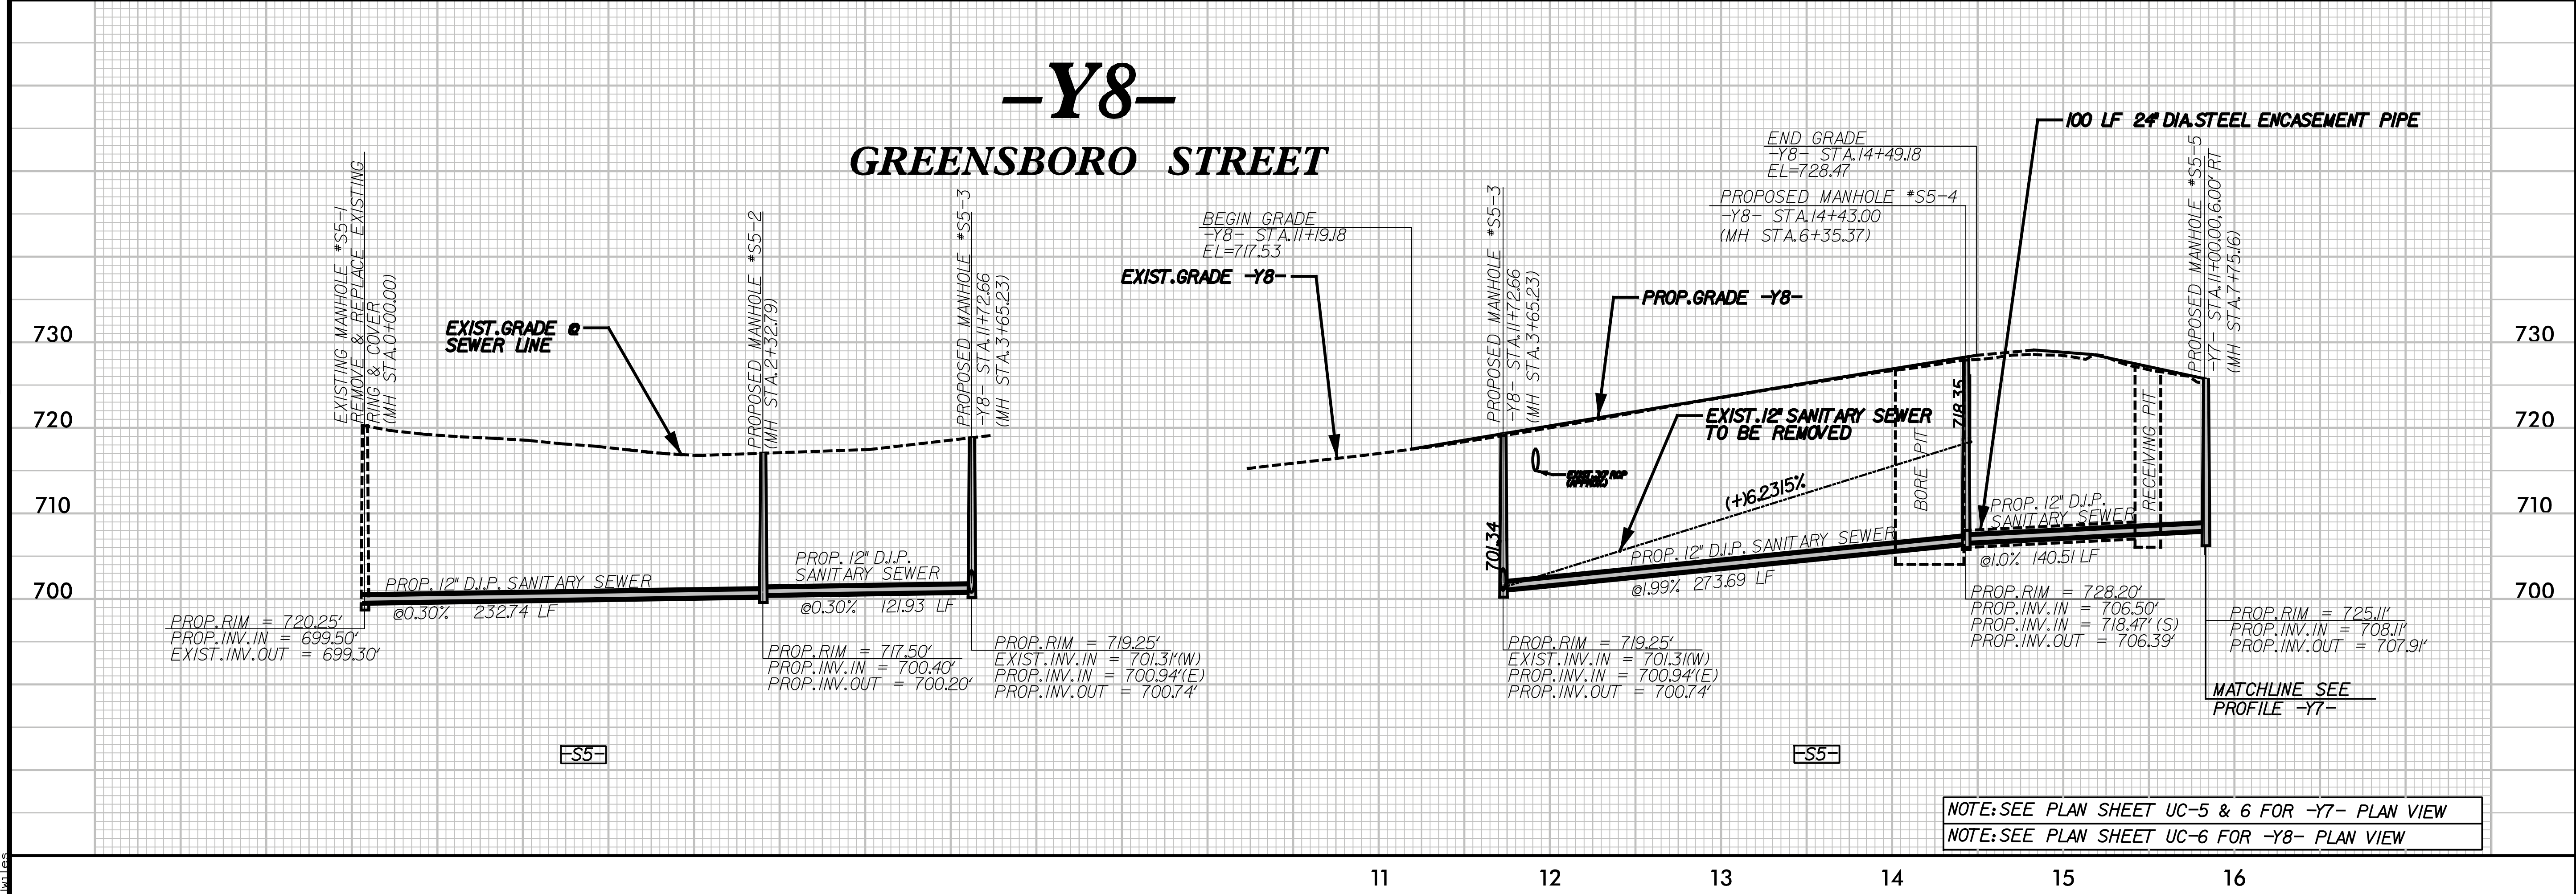 -Y8-
GREENSBORO STREET
EXISTING MANHOLE #S5-1
REMOVE & REPLACE EXISTING
RING & COVER
(MH STA.0+00.00)
EXIST.GRADE @
SEWER LINE
PROPOSED MANHOLE #S5-2
(MH STA.2+32.79)
PROPOSED MANHOLE #S5-3
-Y8- STA.11+72.66
(MH STA.3+65.23)
BEGIN GRADE
-Y8- STA.11+19.18
EL=717.53
EXIST.GRADE -Y8-
PROPOSED MANHOLE #S5-3
-Y8- STA.11+72.66
(MH STA.3+65.23)
PROP.GRADE -Y8-
END GRADE
-Y8- STA.14+49.18
EL=728.47
PROPOSED MANHOLE #S5-4
-Y8- STA.14+43.00
(MH STA.6+35.37)
100 LF 24" DIA.STEEL ENCASEMENT PIPE
PROPOSED MANHOLE #S5-5
-Y7- STA.11+00.00,6.00' RT
(MH STA.7+75.16)
730
720
710
700
730
720
710
700
EXIST.12" SANITARY SEWER
TO BE REMOVED
(+)6.2315%
701.34
718.35
BORE PIT
RECEIVING PIT
PROP. 12" D.I.P. SANITARY SEWER
@0.30% 232.74 LF
PROP. 12" D.I.P.
SANITARY SEWER
@0.30% 121.93 LF
PROP. 12" D.I.P. SANITARY SEWER
@1.99% 273.69 LF
PROP. 12" D.I.P.
SANITARY SEWER
@1.0% 140.51 LF
PROP.RIM = 720.25'
PROP.INV.IN = 699.50'
EXIST.INV.OUT = 699.30'
PROP.RIM = 717.50'
PROP.INV.IN = 700.40'
PROP.INV.OUT = 700.20'
PROP.RIM = 719.25'
EXIST.INV.IN = 701.31'(W)
PROP.INV.IN = 700.94'(E)
PROP.INV.OUT = 700.74'
PROP.RIM = 719.25'
EXIST.INV.IN = 701.31'(W)
PROP.INV.IN = 700.94'(E)
PROP.INV.OUT = 700.74'
PROP.RIM = 728.20'
PROP.INV.IN = 706.50'
PROP.INV.IN = 718.47' (S)
PROP.INV.OUT = 706.39'
PROP.RIM = 725.11'
PROP.INV.IN = 708.11'
PROP.INV.OUT = 707.91'
MATCHLINE SEE
PROFILE -Y7-
-S5-
-S5-
NOTE:SEE PLAN SHEET UC-5 & 6 FOR -Y7- PLAN VIEW
NOTE:SEE PLAN SHEET UC-6 FOR -Y8- PLAN VIEW
11 12 13 14 15 16